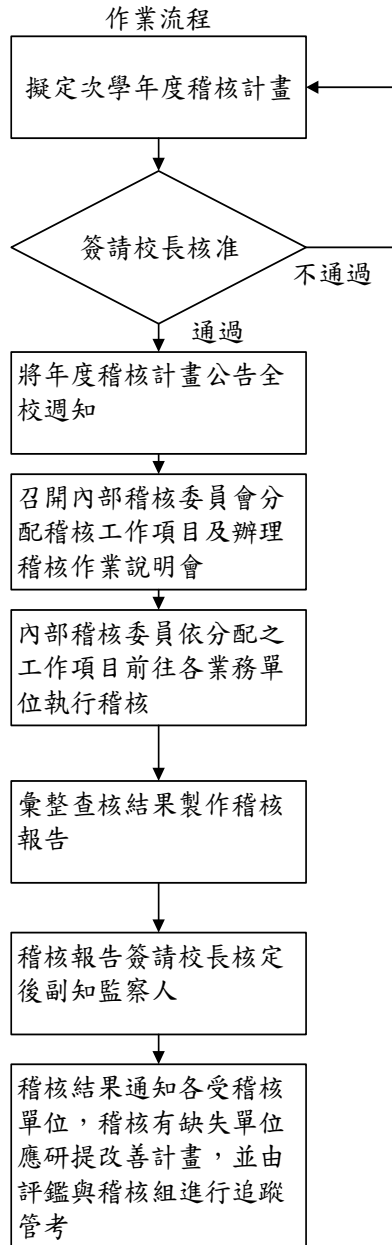 作業流程
擬定次學年度稽核計畫
簽請校長核准
不通過
通過
將年度稽核計畫公告全
校週知
召開內部稽核委員會分
配稽核工作項目及辦理
稽核作業說明會
內部稽核委員依分配之
工作項目前往各業務單
位執行稽核
彙整查核結果製作稽核
報告
稽核報告簽請校長核定
後副知監察人
稽核結果通知各受稽核
單位，稽核有缺失單位
應研提改善計畫，並由
評鑑與稽核組進行追蹤
管考